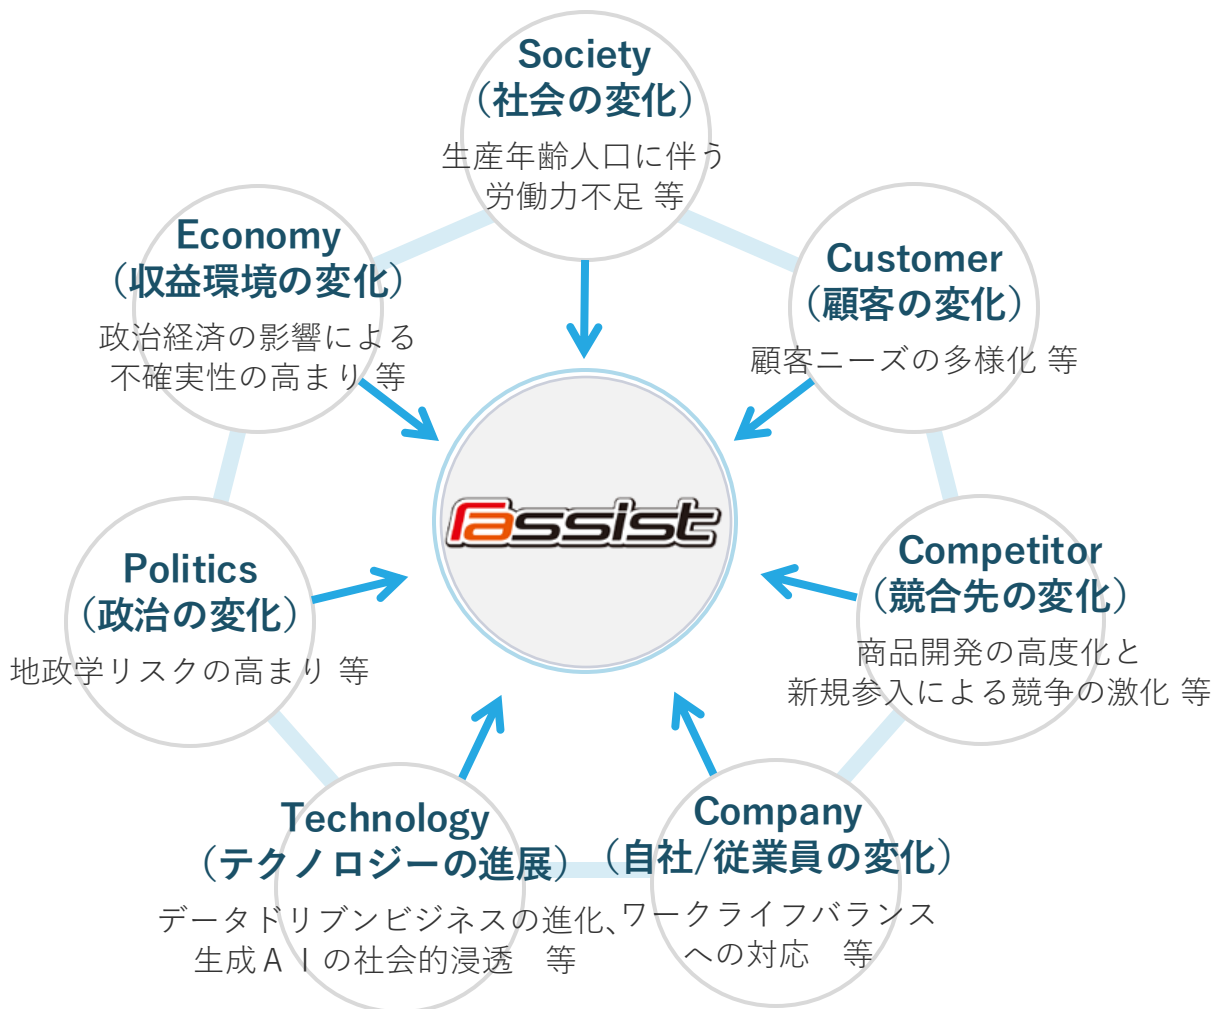 Society
（社会の変化）
生産年齢人口に伴う
労働力不足 等
Economy
（収益環境の変化）
政治経済の影響による
不確実性の高まり 等
Customer
（顧客の変化）
顧客ニーズの多様化 等
assist
Politics
（政治の変化）
地政学リスクの高まり 等
Competitor
（競合先の変化）
商品開発の高度化と
新規参入による競争の激化 等
Technology
（テクノロジーの進展）
データドリブンビジネスの進化、
生成ＡＩの社会的浸透　等
Company
（自社/従業員の変化）
ワークライフバランス
への対応　等